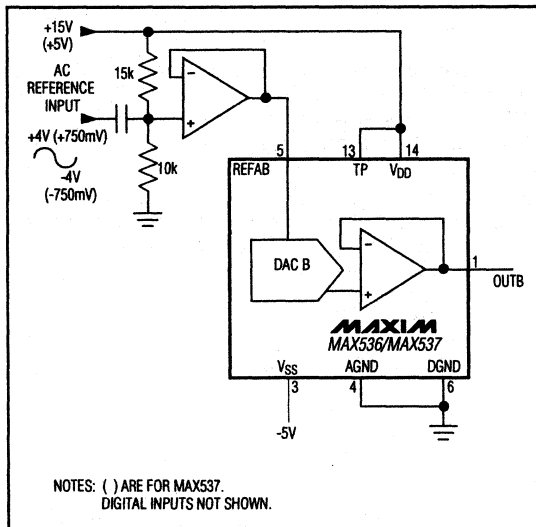 +15V
(+5V)
AC
REFERENCE
INPUT
15k
+4V (+750mV)
-4V
(-750mV)
10k
-
+
5
13
14
REFAB
TP
VDD
DAC B
-
+
1
OUTB
MAXIM
MAX536/MAX537
VSS
AGND
DGND
3
4
6
-5V
NOTES: ( ) ARE FOR MAX537.
DIGITAL INPUTS NOT SHOWN.